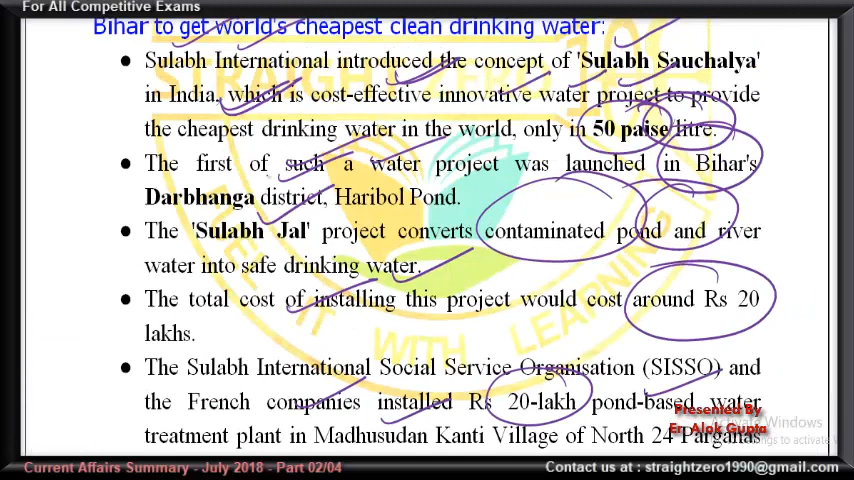 For All Competitive Exams
Bihar to get world's cheapest clean drinking water:
• Sulabh International introduced the concept of 'Sulabh Sauchalya'
in India, which is cost-effective innovative water project to provide
the cheapest drinking water in the world, only in 50 paise litre.
• The first of such a water project was launched in Bihar's
Darbhanga district, Haribol Pond.
• The 'Sulabh Jal' project converts contaminated pond and river
water into safe drinking water.
• The total cost of installing this project would cost around Rs 20
lakhs.
• The Sulabh International Social Service Organisation (SISSO) and
the French companies installed Rs 20-lakh pond-based water
treatment plant in Madhusudan Kanti Village of North 24 Parganas
Presented By
Er. Alok Gupta
Activate Windows
WITH LEARNING
Current Affairs Summary - July 2018 - Part 02/04
Contact us at : straightzero1990@gmail.com